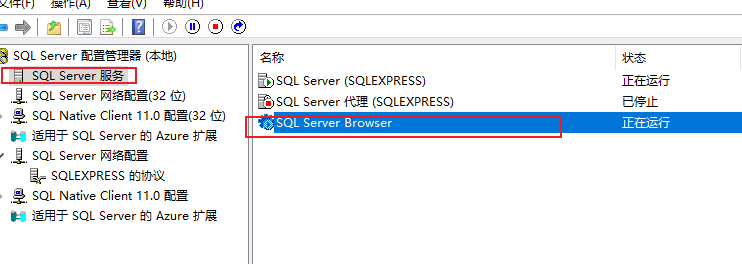 文件(F) 操作(A) 查看(V) 帮助(H)
SQL Server 配置管理器 (本地)
SQL Server 服务
SQL Server 网络配置(32 位)
SQL Native Client 11.0 配置(32 位)
适用于 SQL Server 的 Azure 扩展
SQL Server 网络配置
SQLEXPRESS 的协议
SQL Native Client 11.0 配置
适用于 SQL Server 的 Azure 扩展
名称 状态
SQL Server (SQLEXPRESS) 正在运行
SQL Server 代理 (SQLEXPRESS) 已停止
SQL Server Browser 正在运行